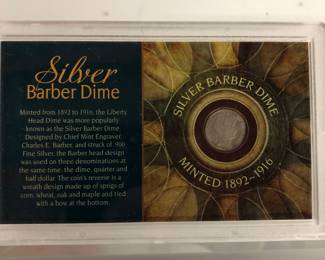 Silver
Barber Dime
Minted from 1892 to 1916, the Liberty
Head Dime was more popularly
known as the Silver Barber Dime.
Designed by Chief Mint Engraver,
Charles E. Barber, and struck of .900
Fine Silver, the Barber head design
was used on three denominations at
the same time: the dime, quarter and
half dollar. The coin's reverse is a
wreath design made up of sprigs of
corn, wheat, oak and maple and tied
with a bow at the bottom.
SILVER BARBER DIME
MINTED 1892-1916